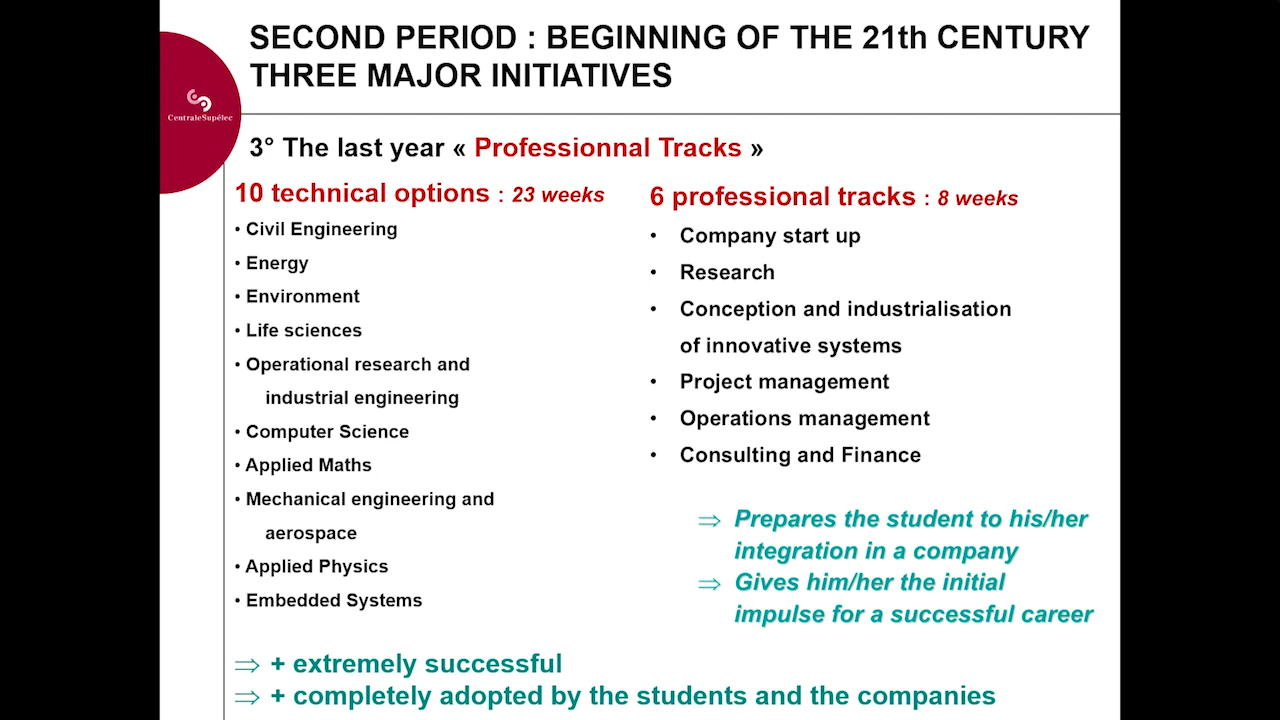 SECOND PERIOD : BEGINNING OF THE 21th CENTURY
THREE MAJOR INITIATIVES
CentraleSupélec
3° The last year « Professionnal Tracks »
10 technical options : 23 weeks
• Civil Engineering
• Energy
• Environment
• Life sciences
• Operational research and
industrial engineering
• Computer Science
• Applied Maths
• Mechanical engineering and
aerospace
• Applied Physics
• Embedded Systems
6 professional tracks : 8 weeks
• Company start up
• Research
• Conception and industrialisation
of innovative systems
• Project management
• Operations management
• Consulting and Finance
⇒ Prepares the student to his/her
integration in a company
⇒ Gives him/her the initial
impulse for a successful career
⇒ + extremely successful
⇒ + completely adopted by the students and the companies